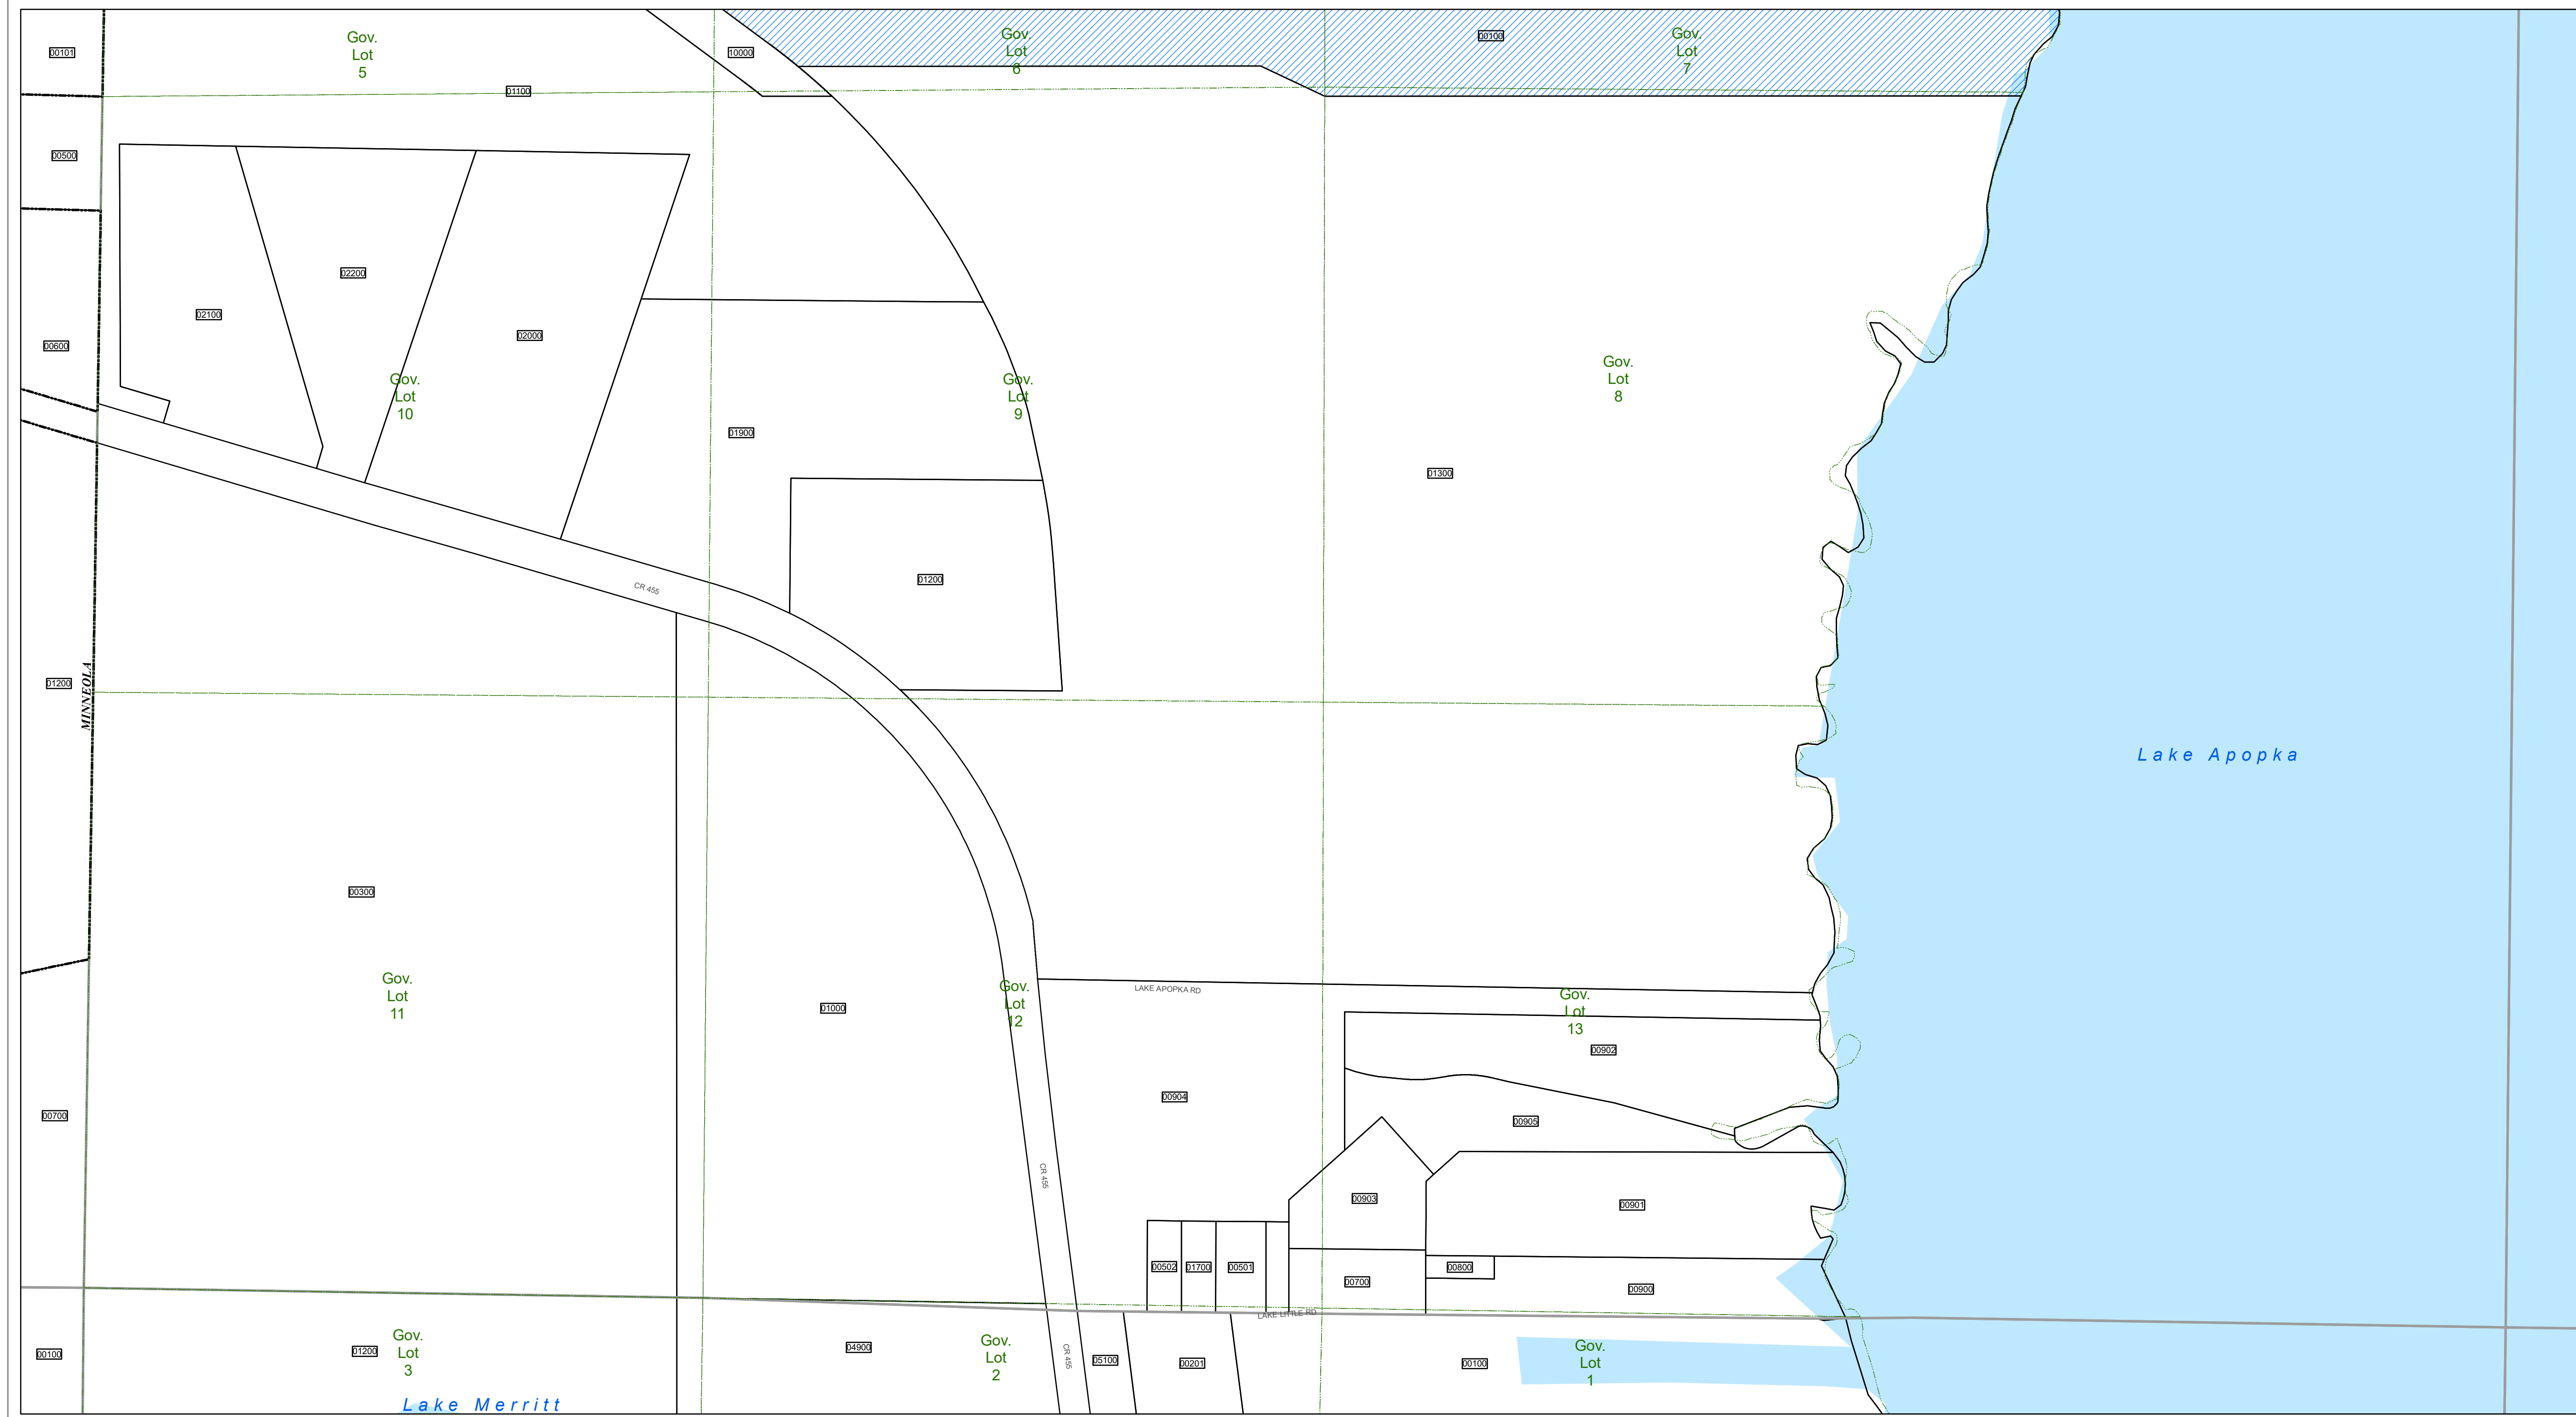 00101
Gov.
Lot
5
10000
Gov.
Lot
6
00100
Gov.
Lot
7
01100
00500
02200
02100
02000
00600
Gov.
Lot
10
Gov.
Lot
9
Gov.
Lot
8
01900
01300
01200
CR 455
01200
MINNEOLA
Lake Apopka
00300
Gov.
Lot
11
01000
Gov.
Lot
12
LAKE APOPKA RD
Gov.
Lot
13
00902
00904
00905
00700
CR 455
00903
00901
00502
01700
00501
00700
00800
00900
LAKE LITTLE RD
00100
01200
Gov.
Lot
3
04900
Gov.
Lot
2
CR 455
05100
00201
00100
Gov.
Lot
1
Lake Merritt